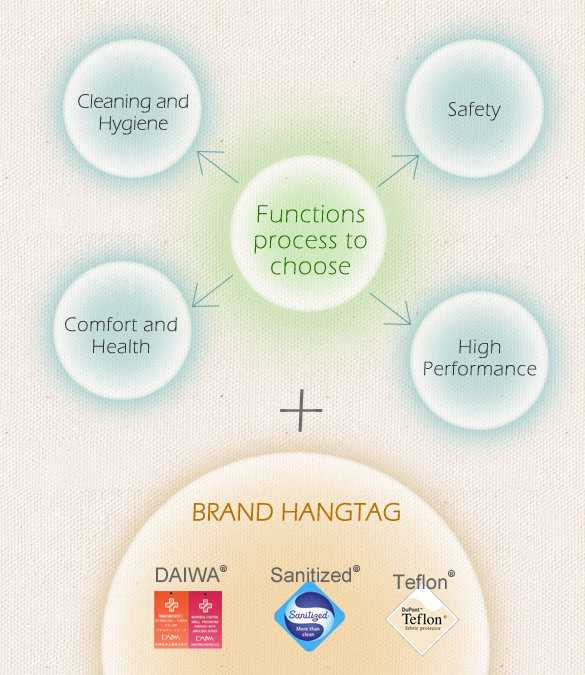 Cleaning and
Hygiene
Safety
Functions
process to
choose
Comfort and
Health
High
Performance
+
BRAND HANGTAG
DAIWA®
Sanitized®
Teflon®
Sanitized
More than
clean
DuPont™
Teflon®
fabric protector